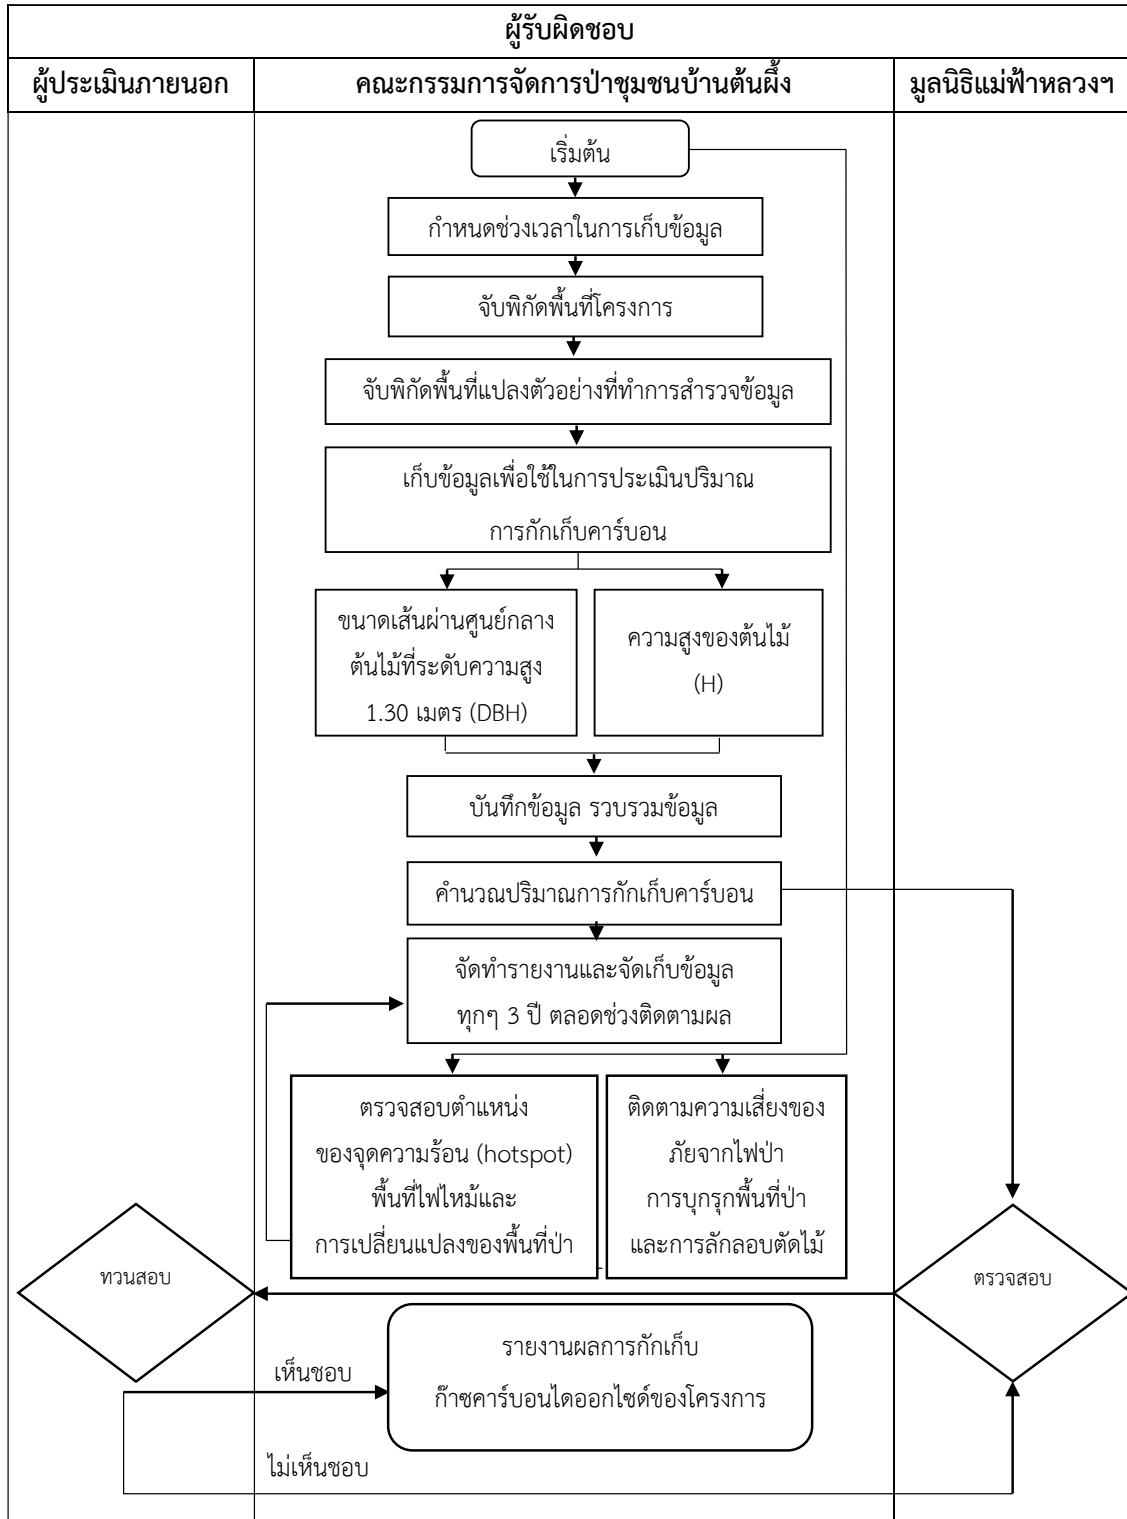 ผู้รับผิดชอบ
ผู้ประเมินภายนอก
คณะกรรมการจัดการป่าชุมชนบ้านต้นผึ้ง
มูลนิธิแม่ฟ้าหลวงฯ
เริ่มต้น
กำหนดช่วงเวลาในการเก็บข้อมูล
จับพิกัดพื้นที่โครงการ
จับพิกัดพื้นที่แปลงตัวอย่างที่ทำการสำรวจข้อมูล
เก็บข้อมูลเพื่อใช้ในการประเมินปริมาณ
การกักเก็บคาร์บอน
ขนาดเส้นผ่านศูนย์กลาง
ต้นไม้ที่ระดับความสูง
1.30 เมตร (DBH)
ความสูงของต้นไม้
(H)
บันทึกข้อมูล รวบรวมข้อมูล
คำนวณปริมาณการกักเก็บคาร์บอน
จัดทำรายงานและจัดเก็บข้อมูล
ทุกๆ 3 ปี ตลอดช่วงติดตามผล
ตรวจสอบตำแหน่ง
ของจุดความร้อน (hotspot)
พื้นที่ไฟไหม้และ
การเปลี่ยนแปลงของพื้นที่ป่า
ติดตามความเสี่ยงของ
ภัยจากไฟป่า
การบุกรุกพื้นที่ป่า
และการลักลอบตัดไม้
ทวนสอบ
ตรวจสอบ
รายงานผลการกักเก็บ
ก๊าซคาร์บอนไดออกไซด์ของโครงการ
เห็นชอบ
ไม่เห็นชอบ